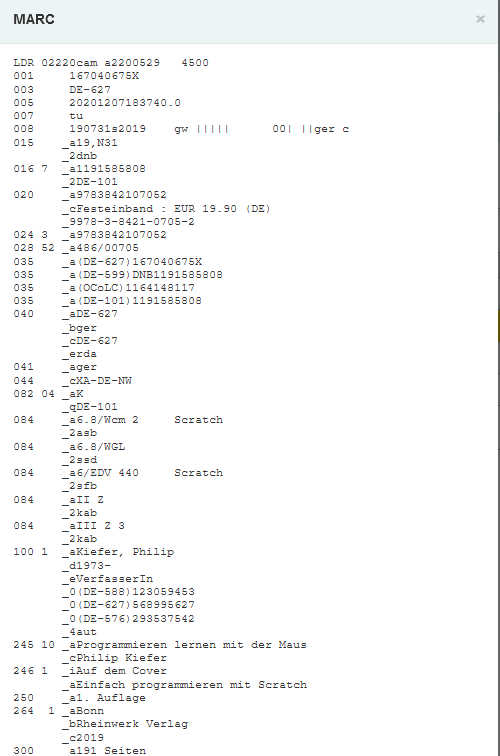 MARC ×
LDR 02220cam a2200529   4500
001     167040675X
003     DE-627
005     20201207183740.0
007     tu
008     190731s2019    gw |||||      00| ||ger c
015    _a19,N31
       _2dnb
016 7  _a1191585808
       _2DE-101
020    _a9783842107052
       _cFesteinband : EUR 19.90 (DE)
       _9978-3-8421-0705-2
024 3  _a9783842107052
028 52 _a486/00705
035    _a(DE-627)167040675X
035    _a(DE-599)DNB1191585808
035    _a(OCoLC)1164148117
035    _a(DE-101)1191585808
040    _aDE-627
       _bger
       _cDE-627
       _erda
041    _ager
044    _cXA-DE-NW
082 04 _aK
       _qDE-101
084    _a6.8/Wcm 2     Scratch
       _2asb
084    _a6.8/WGL
       _2ssd
084    _a6/EDV 440     Scratch
       _2sfb
084    _aII Z
       _2kab
084    _aIII Z 3
       _2kab
100 1  _aKiefer, Philip
       _d1973-
       _eVerfasserIn
       _0(DE-588)123059453
       _0(DE-627)568995627
       _0(DE-576)293537542
       _4aut
245 10 _aProgrammieren lernen mit der Maus
       _cPhilip Kiefer
246 1  _iAuf dem Cover
       _aEinfach programmieren mit Scratch
250    _a1. Auflage
264  1 _aBonn
       _bRheinwerk Verlag
       _c2019
300    _a191 Seiten